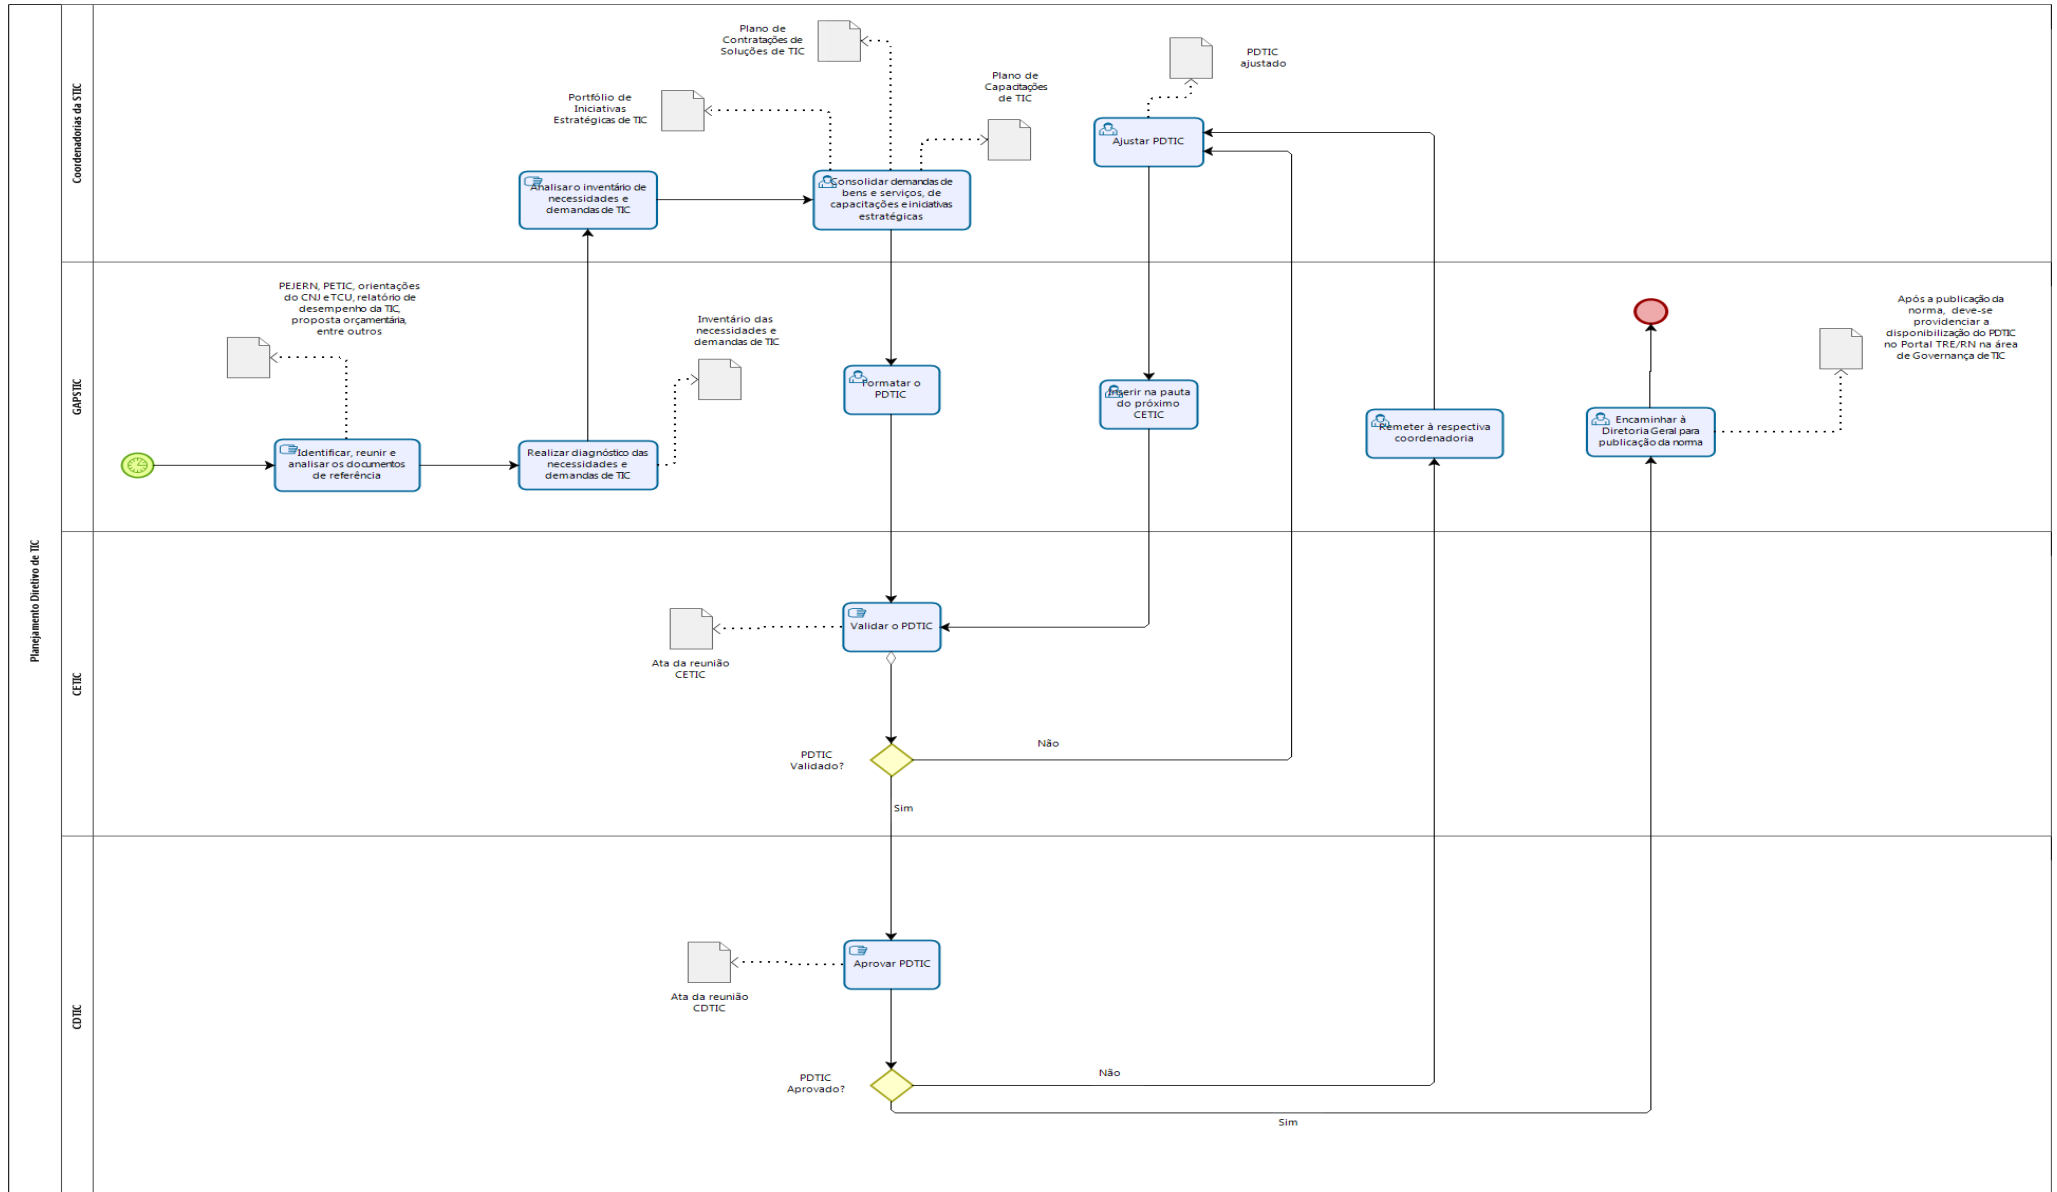 Planejamento Diretivo de TIC
Coordenadorias da STIC
Plano de
Contratações de
Soluções de TIC
Portfólio de
Iniciativas
Estratégicas de TIC
Plano de
Capacitações
de TIC
PDTIC
ajustado
Analisar o inventário de
necessidades e
demandas de TIC
Consolidar demandas de
bens e serviços, de
capacitações e iniciativas
estratégicas
Ajustar PDTIC
GAPSTIC
PEJERN, PETIC, orientações
do CNJ e TCU, relatório de
desempenho da TIC,
proposta orçamentária,
entre outros
Inventário das
necessidades e
demandas de TIC
Identificar, reunir e
analisar os documentos
de referência
Realizar diagnóstico das
necessidades e
demandas de TIC
Formatar o
PDTIC
Inserir na pauta
do próximo
CETIC
Remeter à respectiva
coordenadoria
Encaminhar à
Diretoria Geral para
publicação da norma
Após a publicação da
norma, deve-se
providenciar a
disponibilização do PDTIC
no Portal TRE/RN na área
de Governança de TIC
CETIC
Validar o PDTIC
Ata da reunião
CETIC
PDTIC
Validado?
Não
Sim
CDTIC
Aprovar PDTIC
Ata da reunião
CDTIC
PDTIC
Aprovado?
Não
Sim